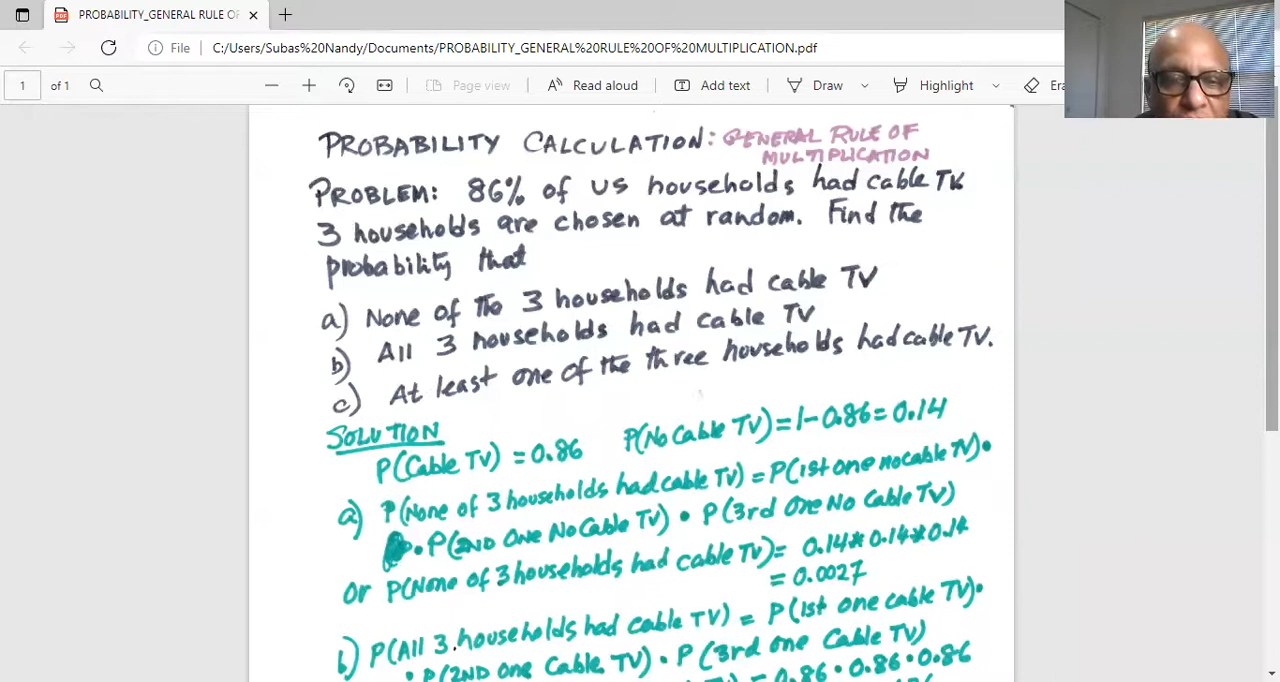 PROBABILITY_GENERAL RULE OF
1 of 1
File C:/Users/Subas%20Nandy/Documents/PROBABILITY_GENERAL%20RULE%20OF%20MULTIPLICATION.pdf
Page view
Read aloud
Add text
Draw
Highlight
Era
PROBABILITY CALCULATION: GENERAL RULE OF
MULTIPLICATION
PROBLEM: 86% of US households had cable TV.
3 households are chosen at random. Find the
probability that
a) None of the 3 households had cable TV
b) All 3 households had cable TV
c) At least one of the three households had cable TV.
SOLUTION
P(Cable TV) = 0.86 P(No Cable TV) = 1-0.86 = 0.14
a) P(None of 3 households had cable TV) = P(1st one no cable TV)•
• P(2ND ONE No Cable TV) • P(3rd One No Cable TV)
Or P(None of 3 households had cable TV) = 0.14*0.14*0.14
= 0.0027
b) P(All 3 households had cable TV) = P(1st one cable TV)•
• P(2ND one Cable TV) • P(3rd one Cable TV)
= 0.86 • 0.86 • 0.86